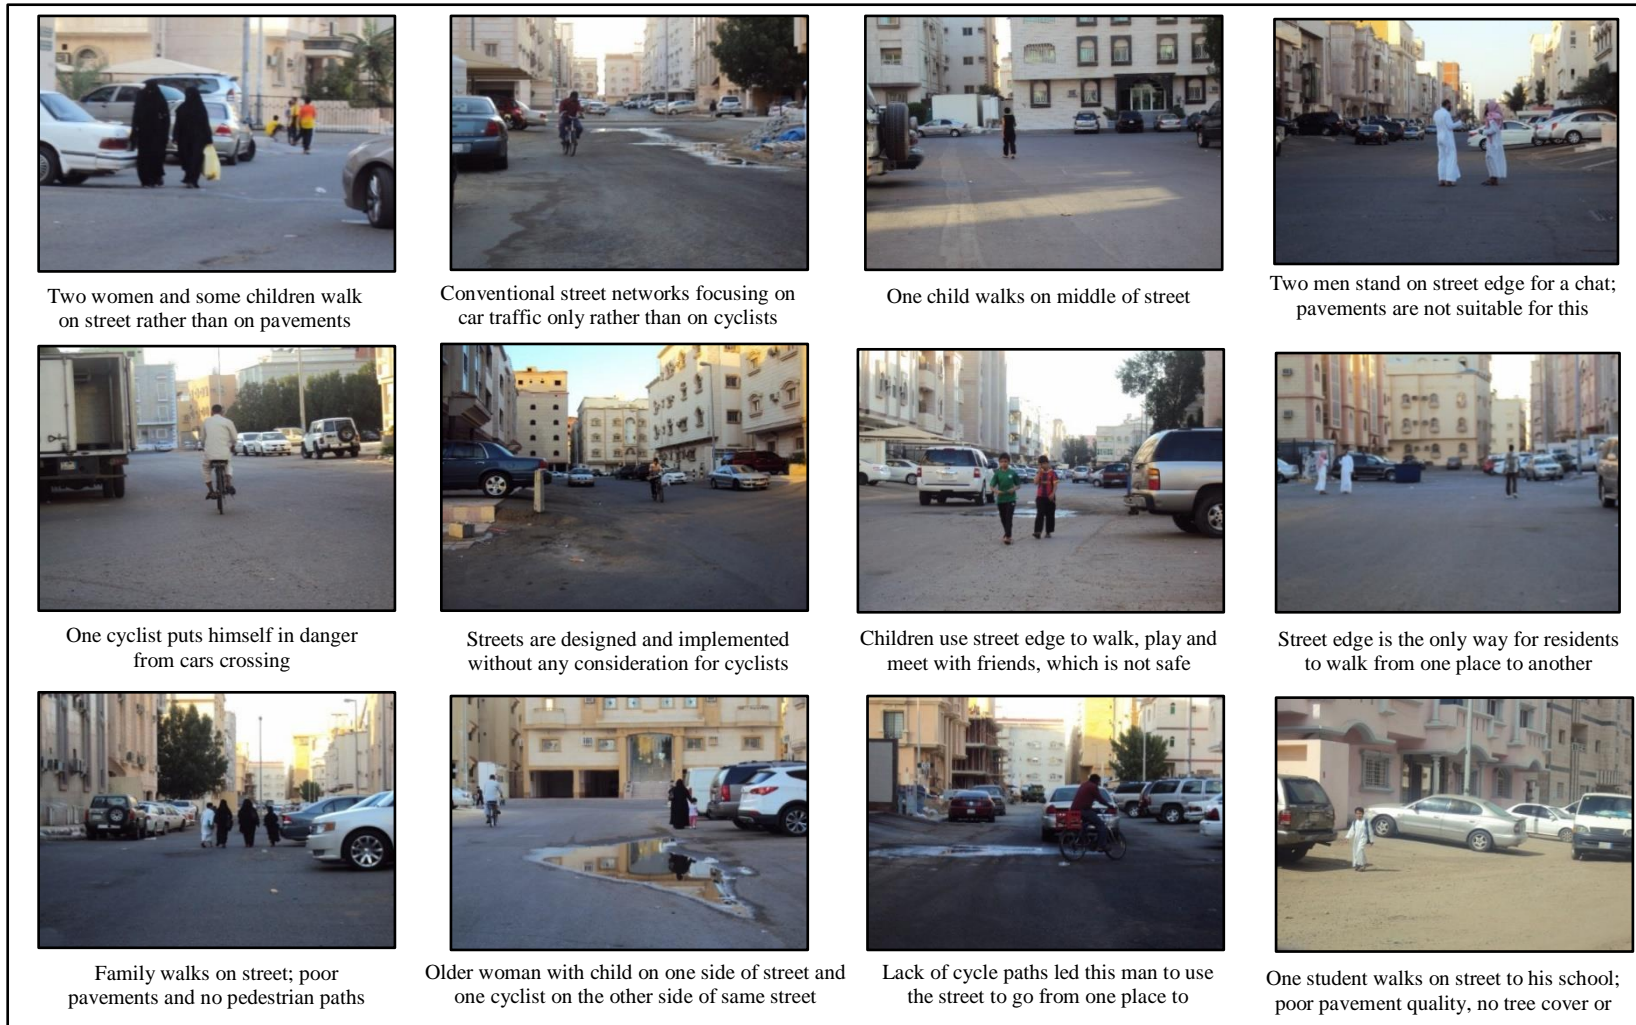 Two women and some children walk
on street rather than on pavements
Conventional street networks focusing on
car traffic only rather than on cyclists
One child walks on middle of street
Two men stand on street edge for a chat;
pavements are not suitable for this
One cyclist puts himself in danger
from cars crossing
Streets are designed and implemented
without any consideration for cyclists
Children use street edge to walk, play and
meet with friends, which is not safe
Street edge is the only way for residents
to walk from one place to another
Family walks on street; poor
pavements and no pedestrian paths
Older woman with child on one side of street and
one cyclist on the other side of same street
Lack of cycle paths led this man to use
the street to go from one place to
One student walks on street to his school;
poor pavement quality, no tree cover or